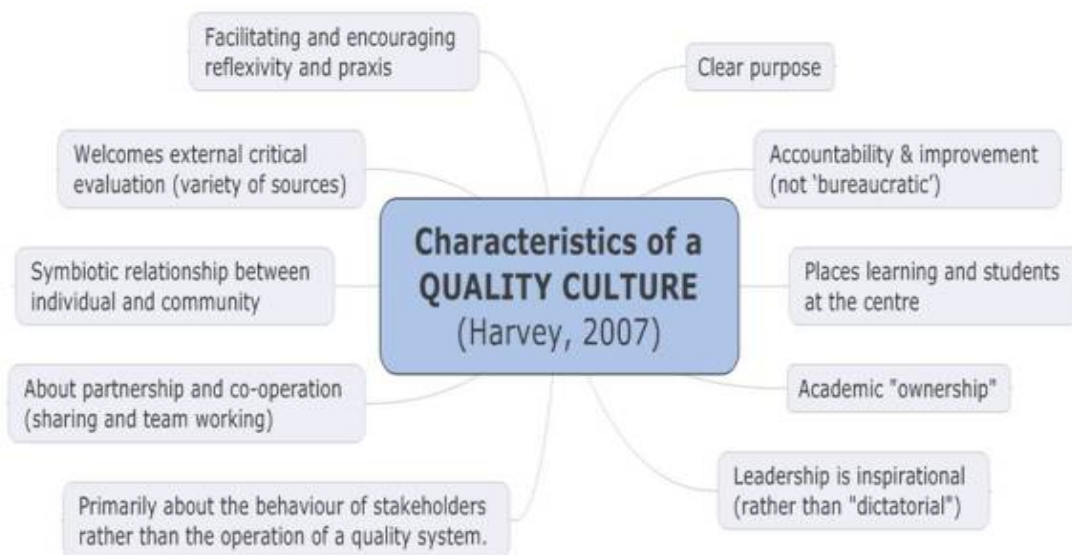 Facilitating and encouraging
reflexivity and praxis
Clear purpose
Welcomes external critical
evaluation (variety of sources)
Accountability & improvement
(not ‘bureaucratic’)
Characteristics of a
QUALITY CULTURE
(Harvey, 2007)
Symbiotic relationship between
individual and community
Places learning and students
at the centre
About partnership and co-operation
(sharing and team working)
Academic "ownership"
Primarily about the behaviour of stakeholders
rather than the operation of a quality system.
Leadership is inspirational
(rather than "dictatorial")